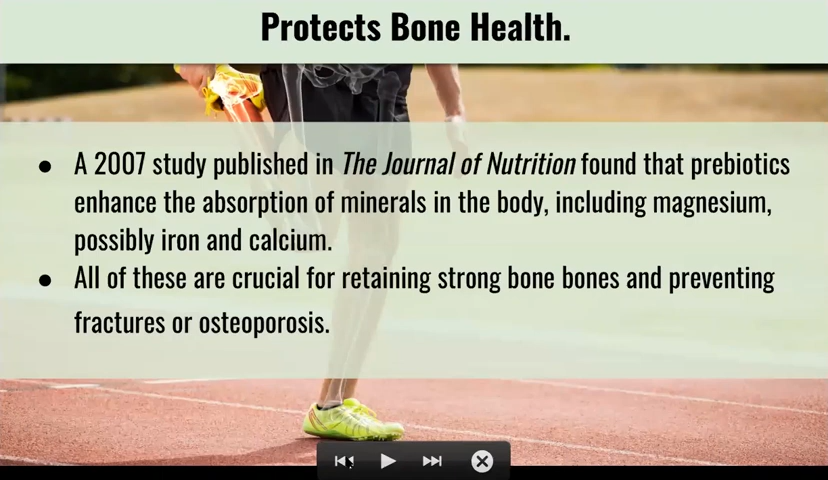 Protects Bone Health.
● A 2007 study published in The Journal of Nutrition found that prebiotics
enhance the absorption of minerals in the body, including magnesium,
possibly iron and calcium.
● All of these are crucial for retaining strong bone bones and preventing
fractures or osteoporosis.